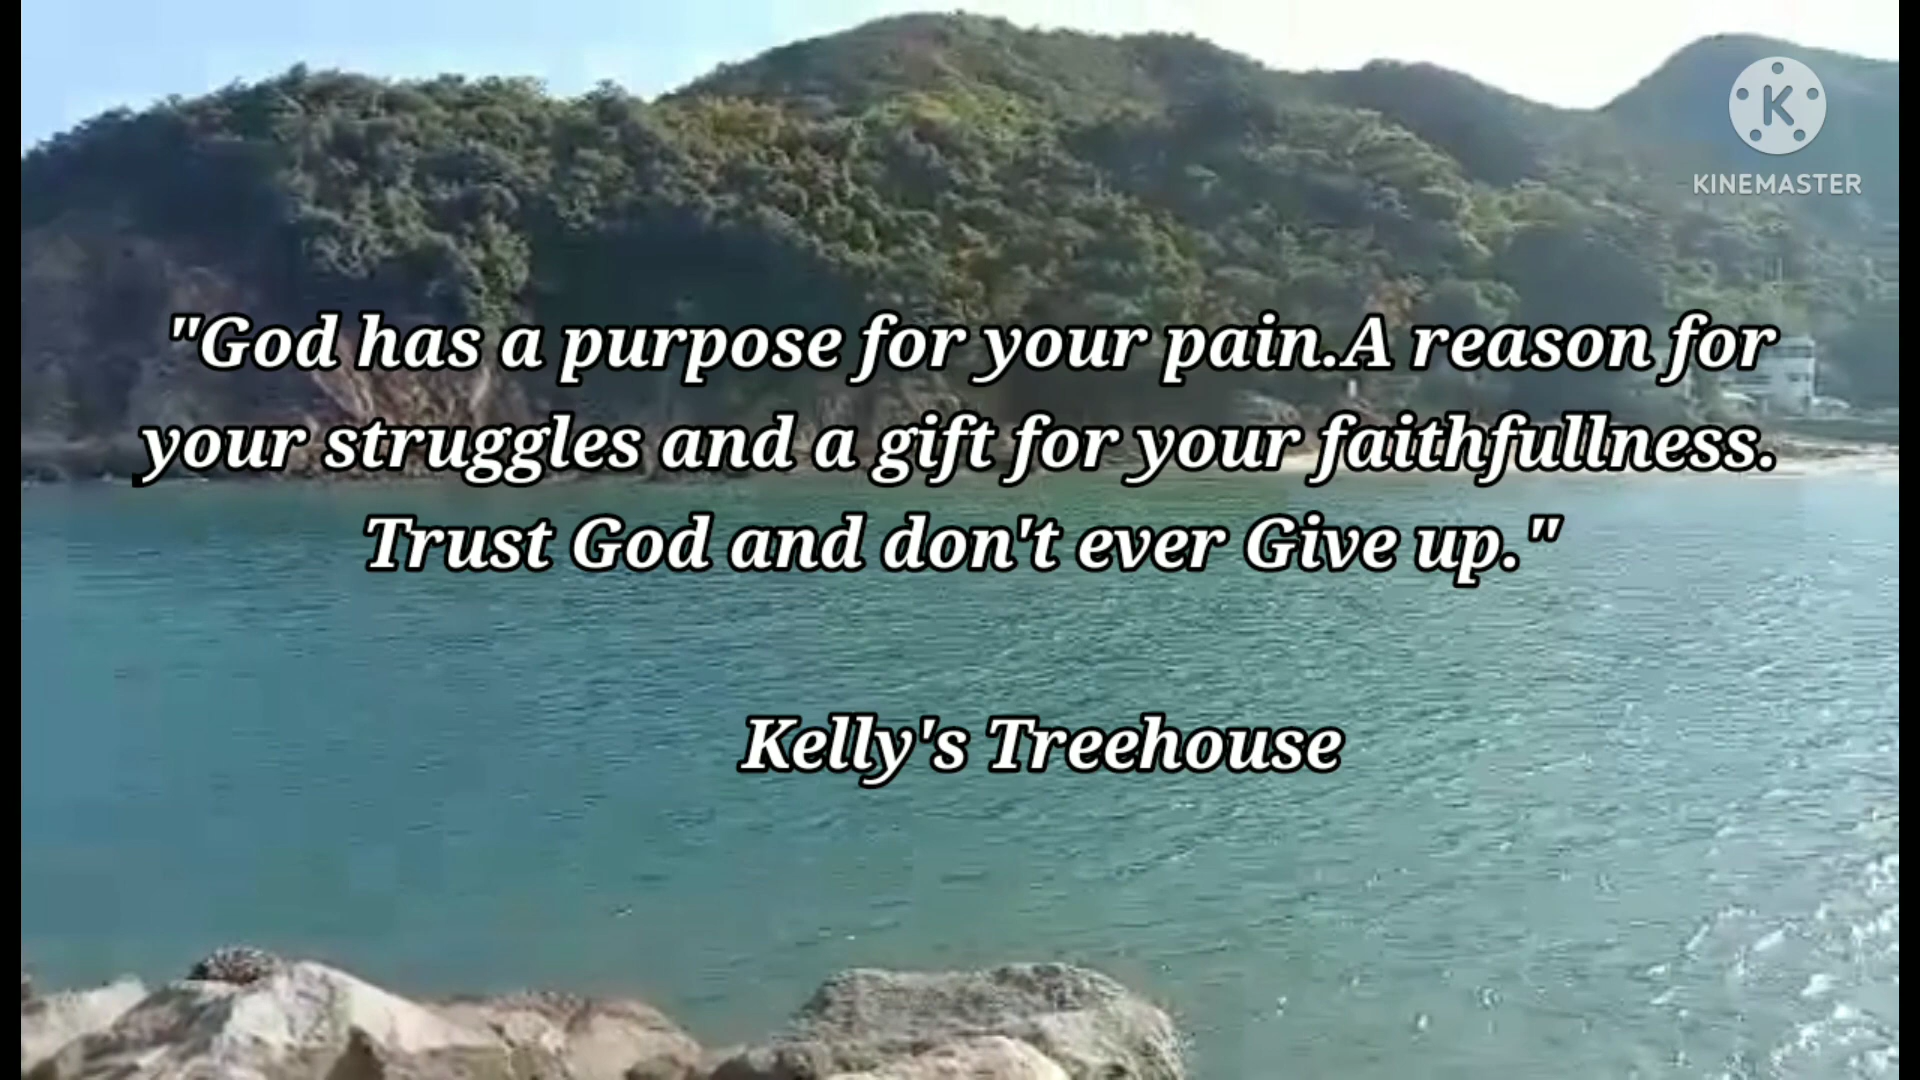 KINEMASTER
"God has a purpose for your pain.A reason for
your struggles and a gift for your faithfullness.
Trust God and don't ever Give up."
Kelly's Treehouse